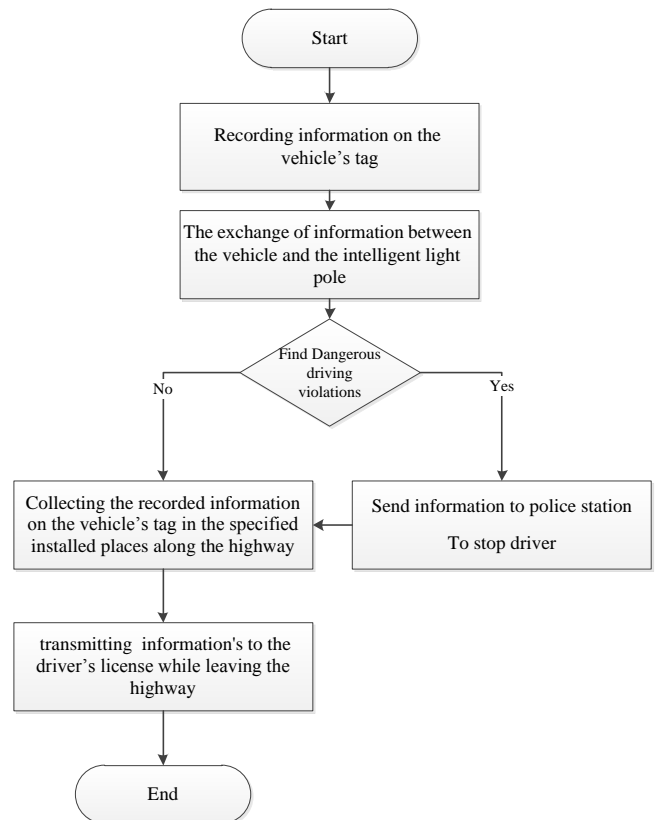 Start
Recording information on the
vehicle's tag
The exchange of information between
the vehicle and the intelligent light
pole
Find Dangerous
driving
violations
No
Yes
Collecting the recorded information
on the vehicle's tag in the specified
installed places along the highway
Send information to police station
To stop driver
transmitting  information's to the
driver's license while leaving the
highway
End